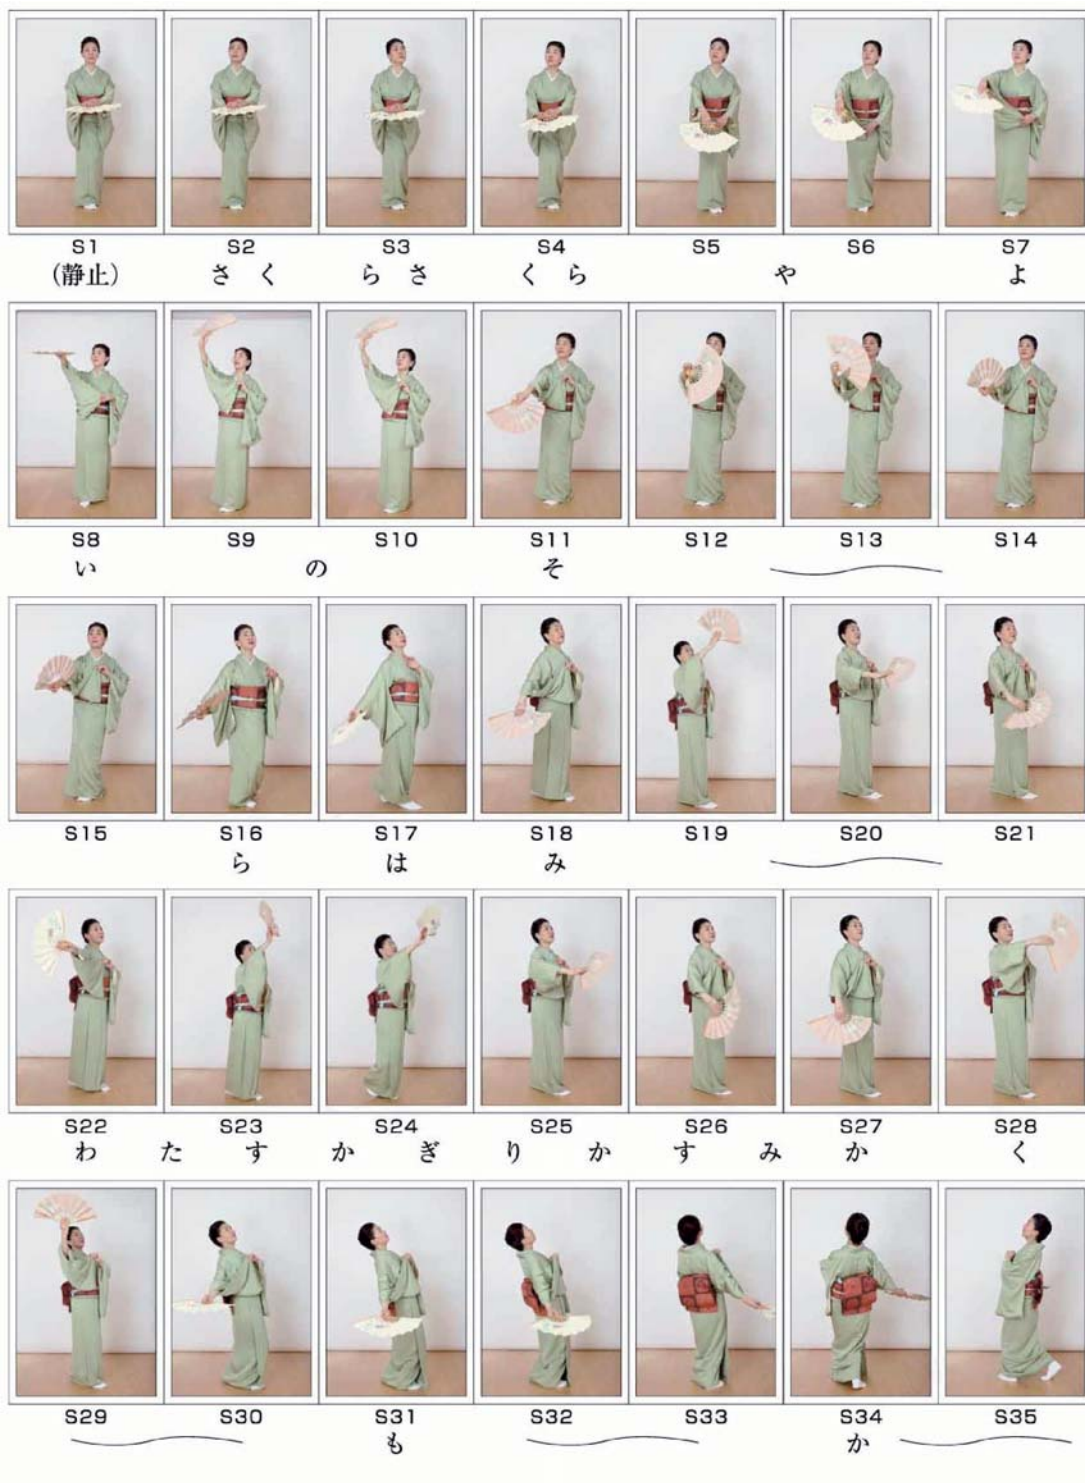 S1 S2 S3 S4 S5 S6 S7
(静止) さ く ら さ く ら や よ
S8 S9 S10 S11 S12 S13 S14
い の そ
S15 S16 S17 S18 S19 S20 S21
ら は み
S22 S23 S24 S25 S26 S27 S28
わ た す か ぎ り か す み か く
S29 S30 S31 S32 S33 S34 S35
も か